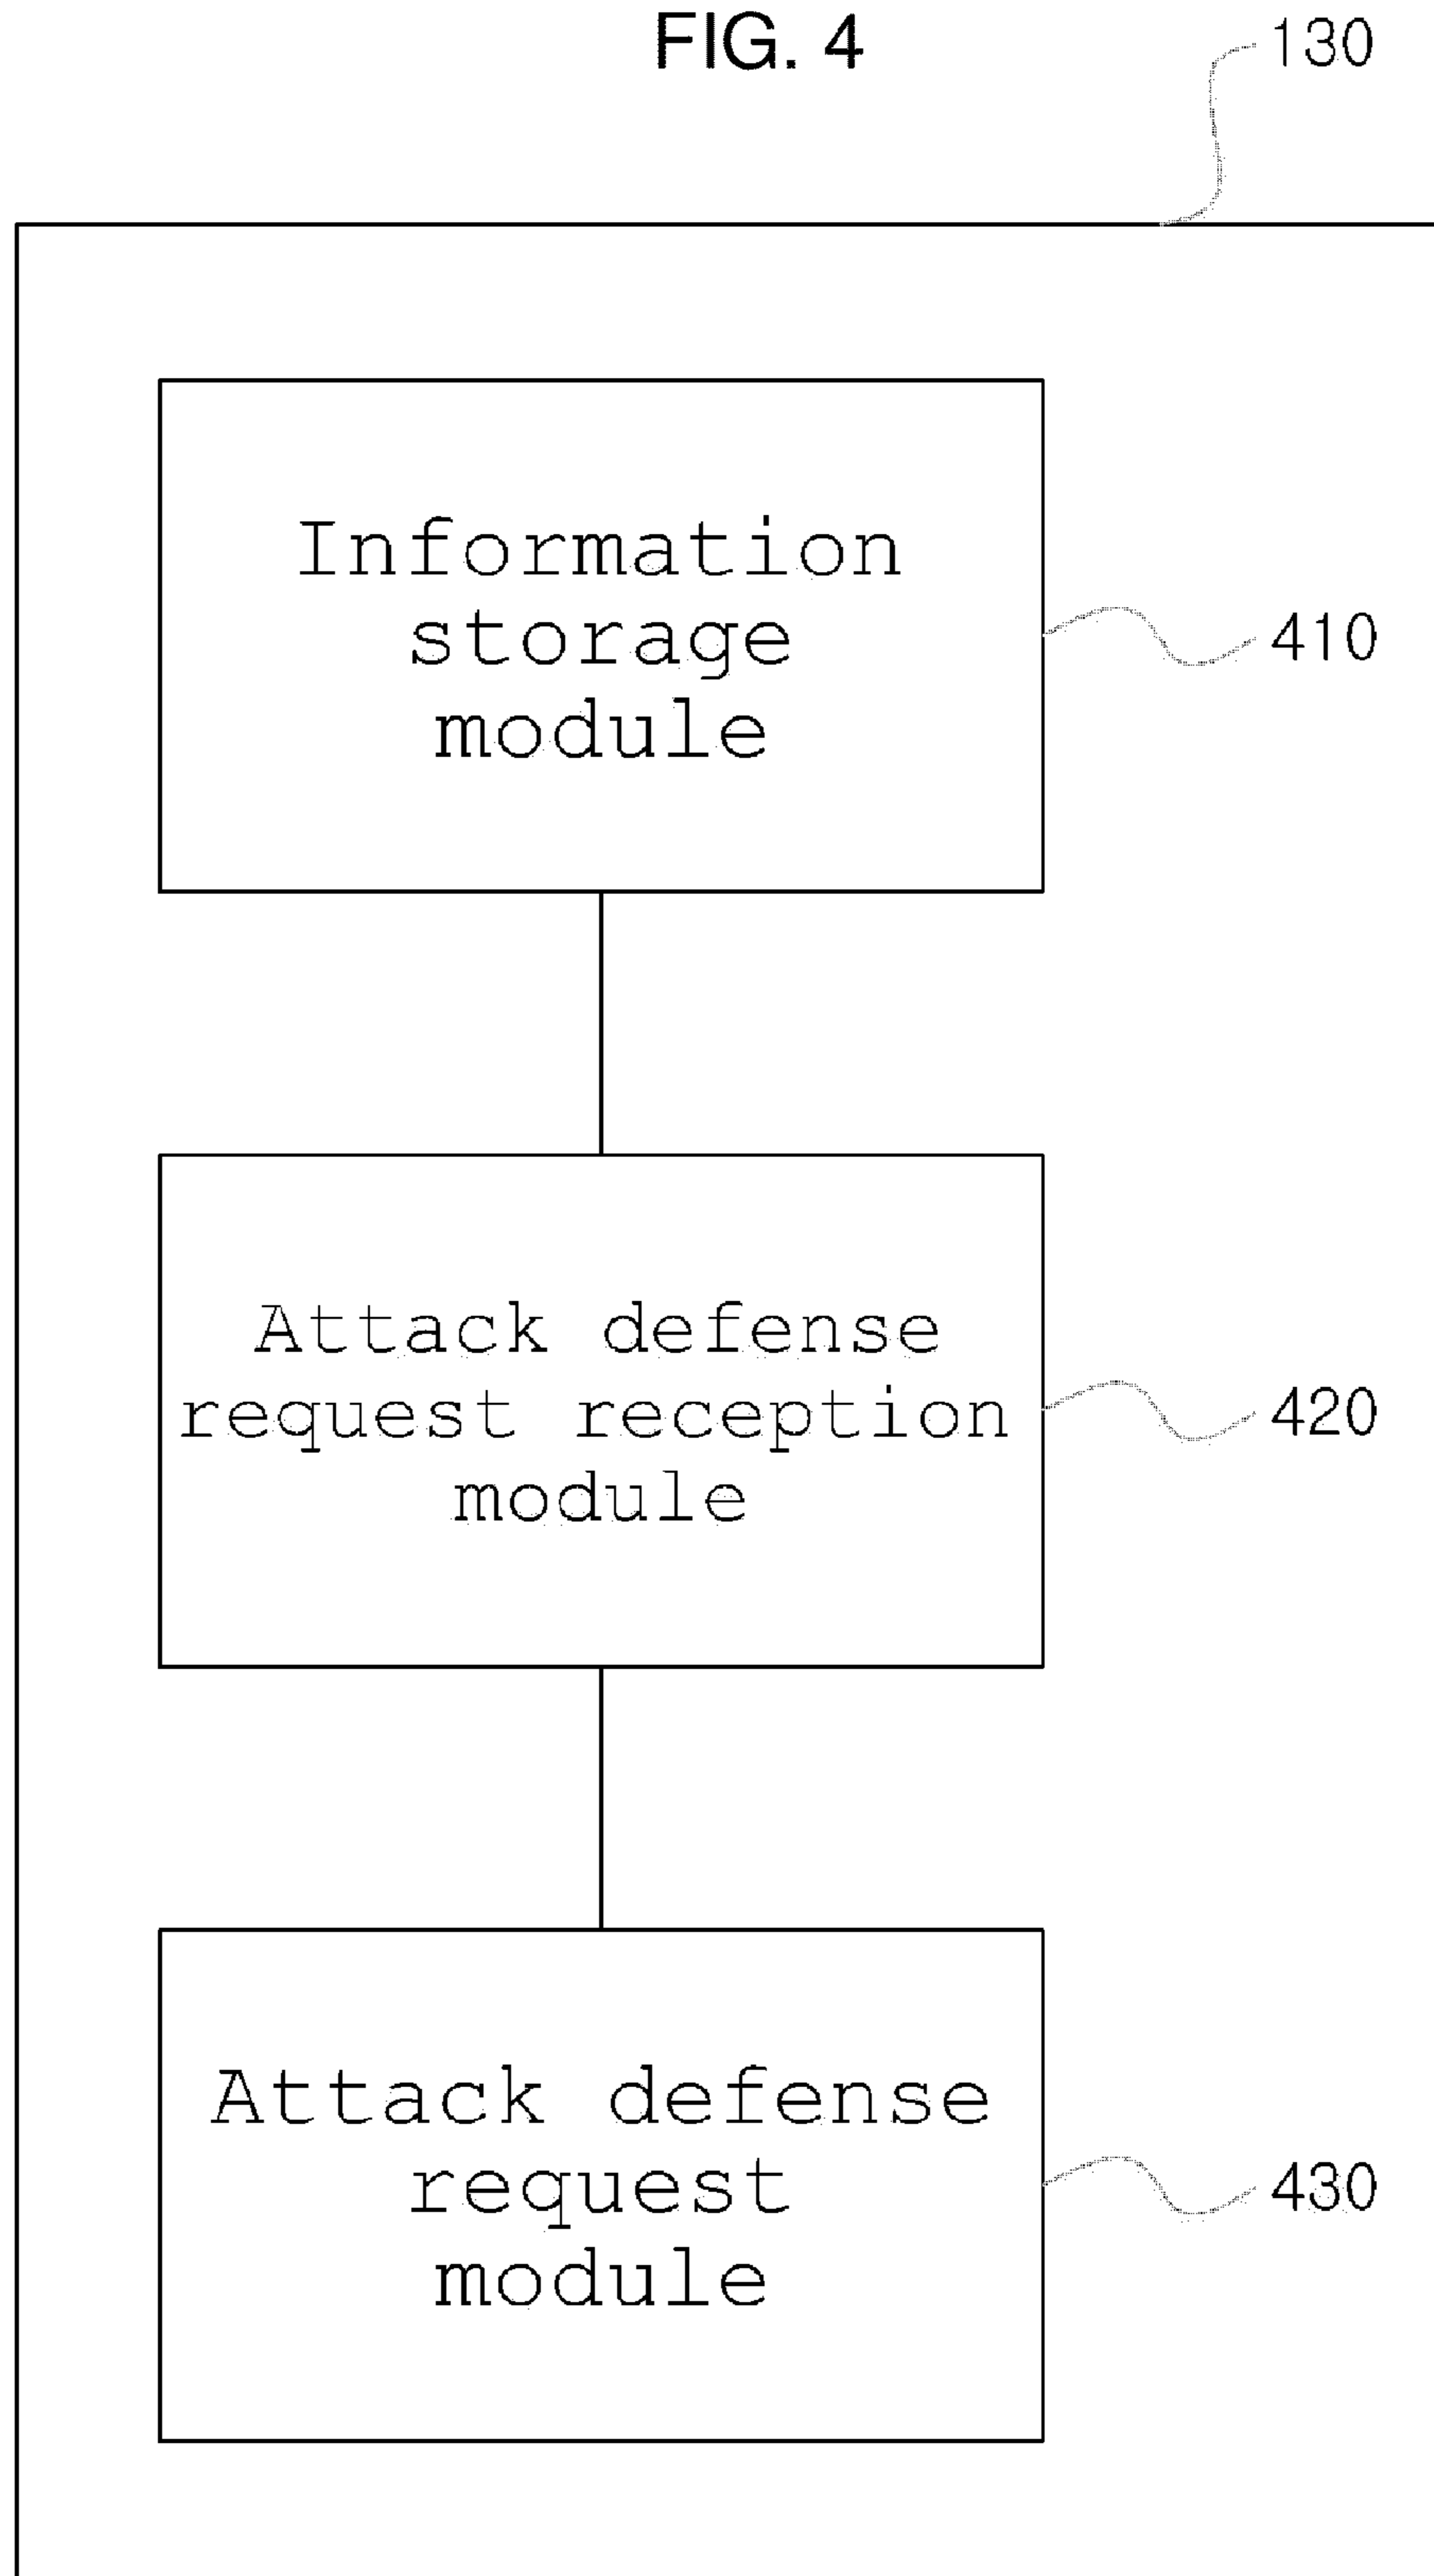 FIG. 4
130
Information
storage
module
410
Attack defense
request reception
module
420
Attack defense
request
module
430